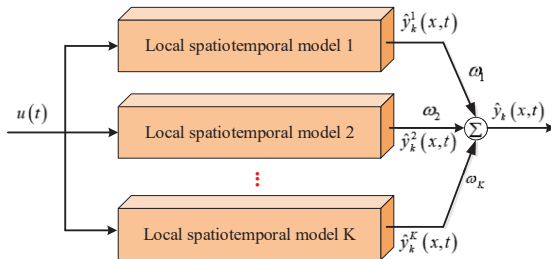 Local spatiotemporal model 1
ŷ_k^1(x,t)
ω_1
u(t)
Local spatiotemporal model 2
ω_2
ŷ_k^2(x,t)
Σ
ŷ_k(x,t)
⋮
ω_K
Local spatiotemporal model K
ŷ_k^K(x,t)